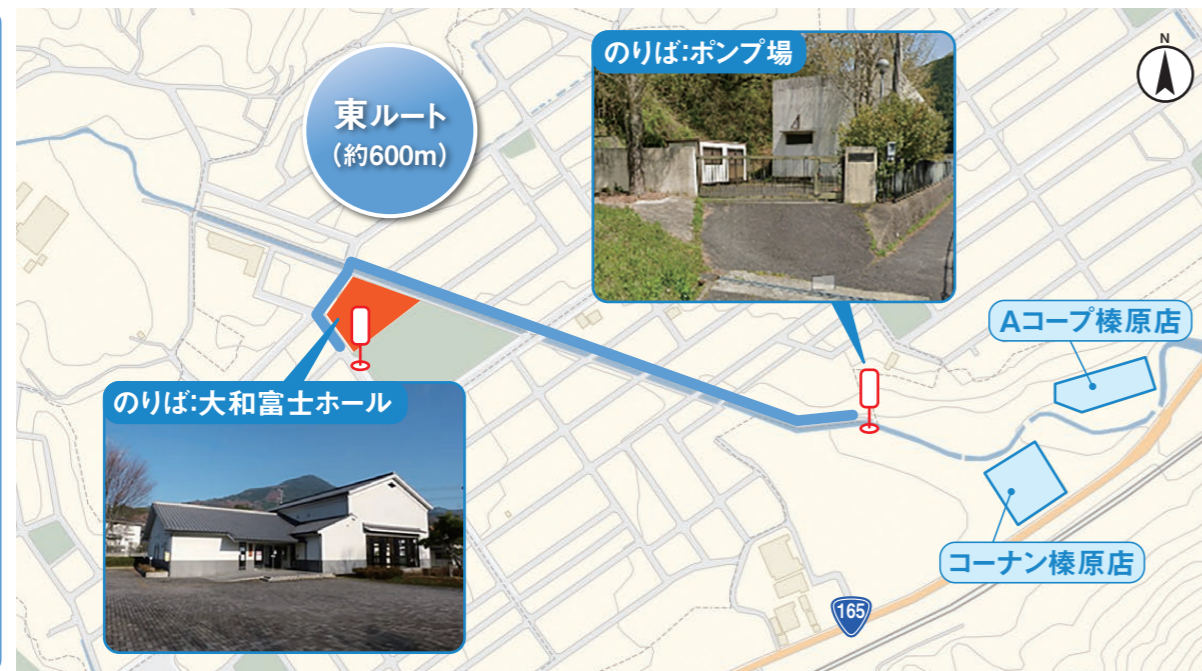 東ルート
(約600m)
のりば:ポンプ場
N
Aコープ榛原店
のりば:大和富士ホール
コーナン榛原店
165